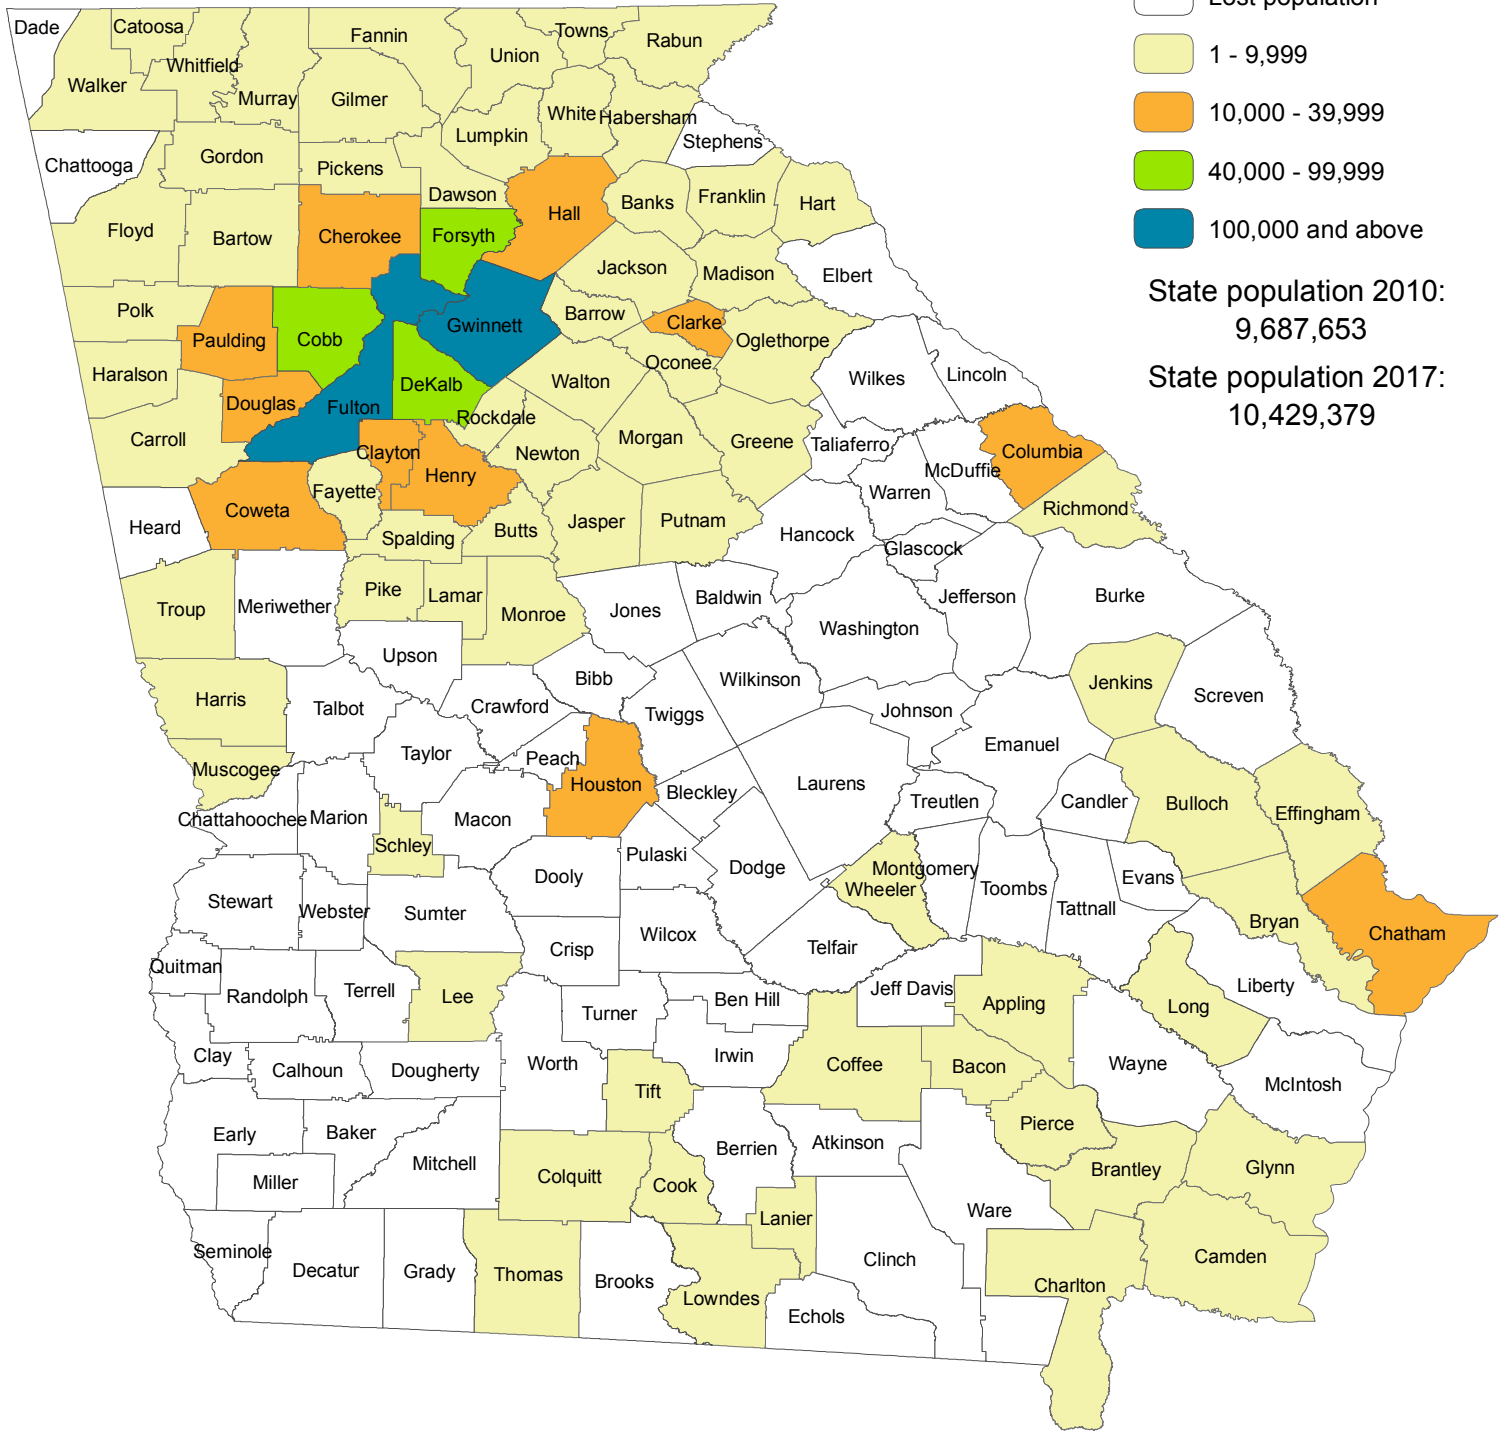 Lost population
1 - 9,999
10,000 - 39,999
40,000 - 99,999
100,000 and above
State population 2010:
9,687,653
State population 2017:
10,429,379
Dade
Catoosa
Whitfield
Walker
Murray
Fannin
Gilmer
Union
Towns
Rabun
White
Habersham
Lumpkin
Stephens
Chattooga
Gordon
Pickens
Dawson
Hall
Banks
Franklin
Hart
Floyd
Bartow
Cherokee
Forsyth
Jackson
Madison
Elbert
Polk
Paulding
Cobb
Gwinnett
Barrow
Clarke
Oglethorpe
Oconee
Haralson
Douglas
Fulton
DeKalb
Rockdale
Walton
Wilkes
Lincoln
Carroll
Clayton
Henry
Newton
Morgan
Greene
Taliaferro
McDuffie
Columbia
Warren
Richmond
Heard
Coweta
Fayette
Spalding
Butts
Jasper
Putnam
Hancock
Glascock
Troup
Meriwether
Pike
Lamar
Monroe
Jones
Baldwin
Washington
Jefferson
Burke
Upson
Bibb
Wilkinson
Jenkins
Screven
Harris
Talbot
Crawford
Twiggs
Johnson
Emanuel
Muscogee
Taylor
Peach
Houston
Bleckley
Laurens
Treutlen
Candler
Bulloch
Effingham
Chattahoochee
Marion
Schley
Macon
Pulaski
Dodge
Montgomery
Wheeler
Toombs
Tattnall
Evans
Dooly
Stewart
Webster
Sumter
Crisp
Wilcox
Telfair
Bryan
Chatham
Quitman
Randolph
Terrell
Lee
Turner
Ben Hill
Jeff Davis
Appling
Long
Liberty
Clay
Calhoun
Dougherty
Worth
Tift
Irwin
Coffee
Bacon
Wayne
McIntosh
Early
Baker
Miller
Mitchell
Colquitt
Cook
Berrien
Atkinson
Pierce
Brantley
Glynn
Seminole
Decatur
Grady
Thomas
Brooks
Lowndes
Lanier
Echols
Clinch
Ware
Charlton
Camden